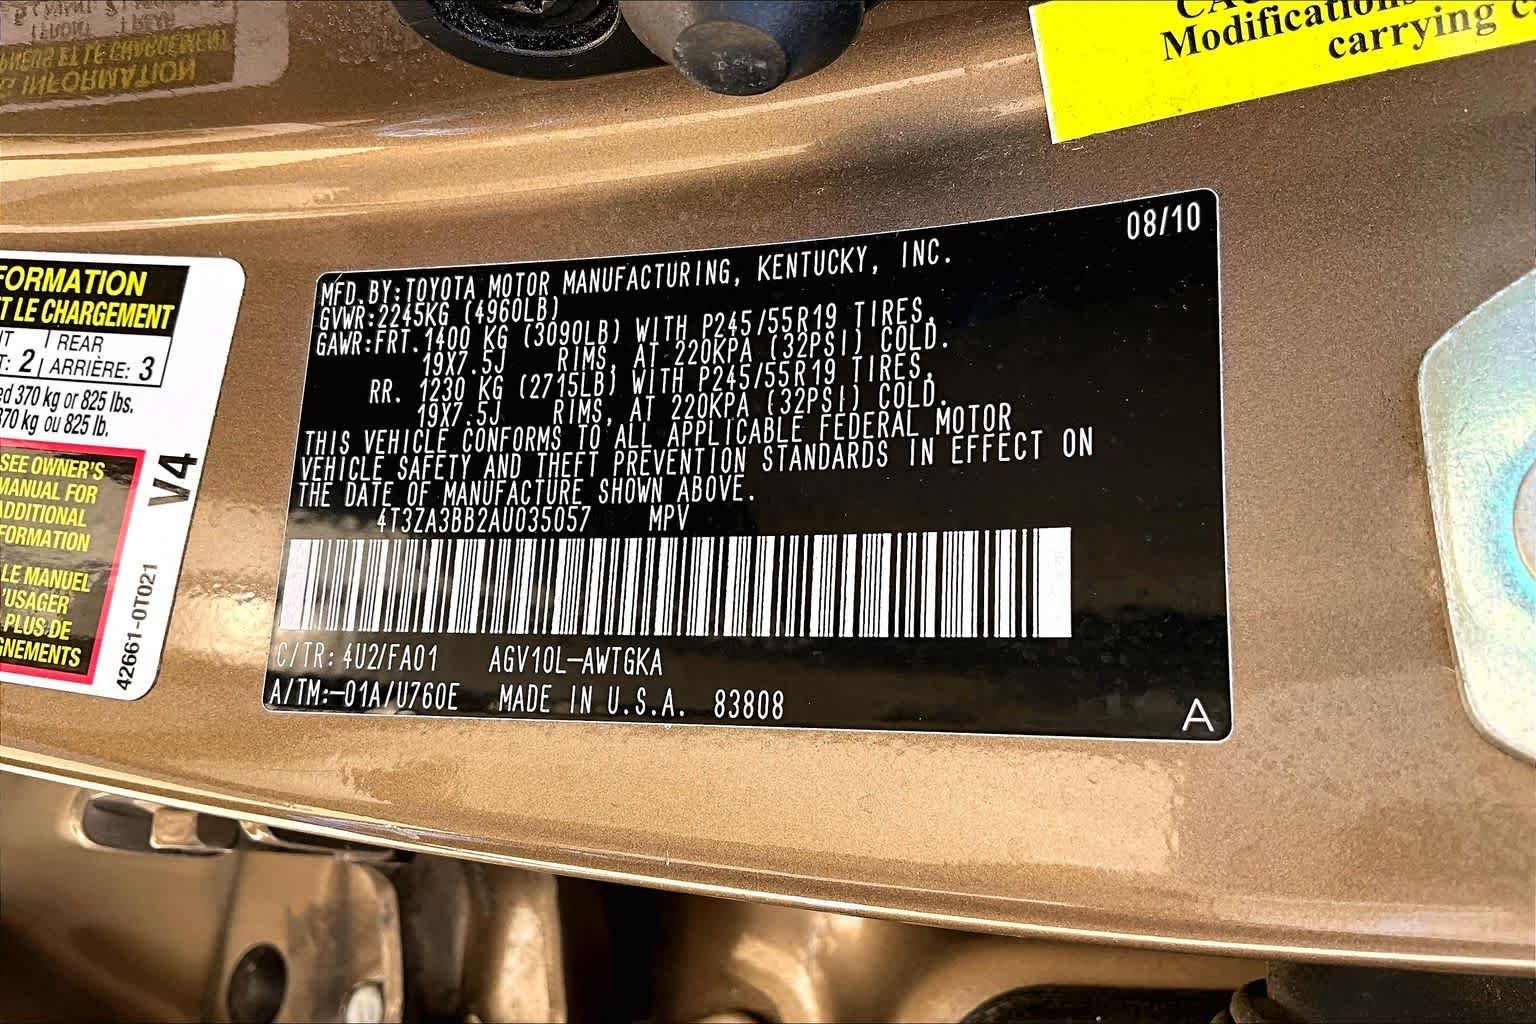 CA
Modifications
carrying c
FORMATION
ET LE CHARGEMENT
NT | REAR
T: 2 | ARRIÈRE: 3
ed 370 kg or 825 lbs.
370 kg ou 825 lb.
SEE OWNER'S
MANUAL FOR
ADDITIONAL
FORMATION
LE MANUEL
'USAGER
PLUS DE
GNEMENTS
V4
42661-0T021
08/10
MFD.BY:TOYOTA MOTOR MANUFACTURING, KENTUCKY, INC.
GVWR:2245KG (4960LB)
GAWR:FRT.1400 KG (3090LB) WITH P245/55R19 TIRES,
19X7.5J RIMS, AT 220KPA (32PSI) COLD.
RR. 1230 KG (2715LB) WITH P245/55R19 TIRES,
19X7.5J RIMS, AT 220KPA (32PSI) COLD.
THIS VEHICLE CONFORMS TO ALL APPLICABLE FEDERAL MOTOR
VEHICLE SAFETY AND THEFT PREVENTION STANDARDS IN EFFECT ON
THE DATE OF MANUFACTURE SHOWN ABOVE.
4T3ZA3BB2AU035057 MPV
C/TR:4U2/FA01 AGV10L-AWTGKA
A/TM:-01A/U760E MADE IN U.S.A. 83808
A